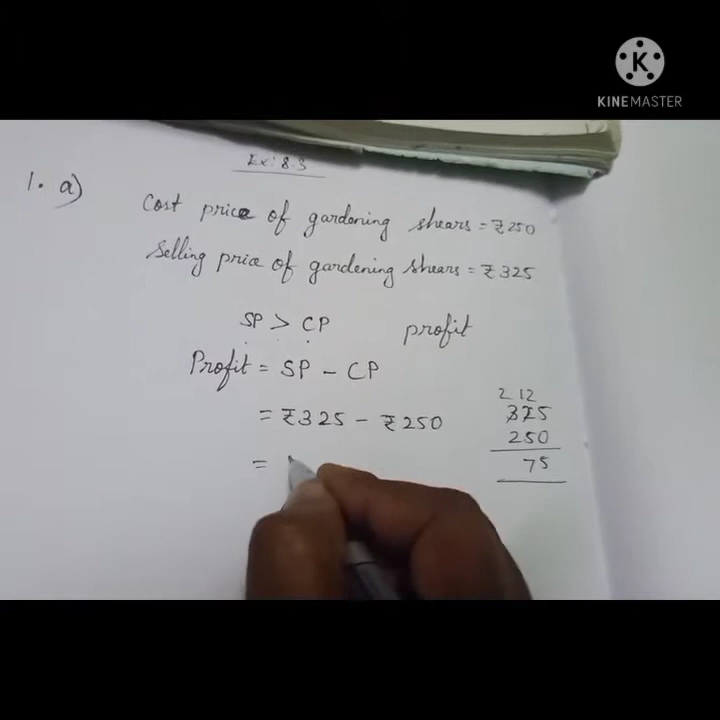 KINEMASTER
Ex: 8.3
1. a)
Cost price of gardening shears = ₹250
Selling price of gardening shears = ₹325
SP > CP profit
Profit = SP - CP
= ₹325 - ₹250
=
2 12
325
250
75